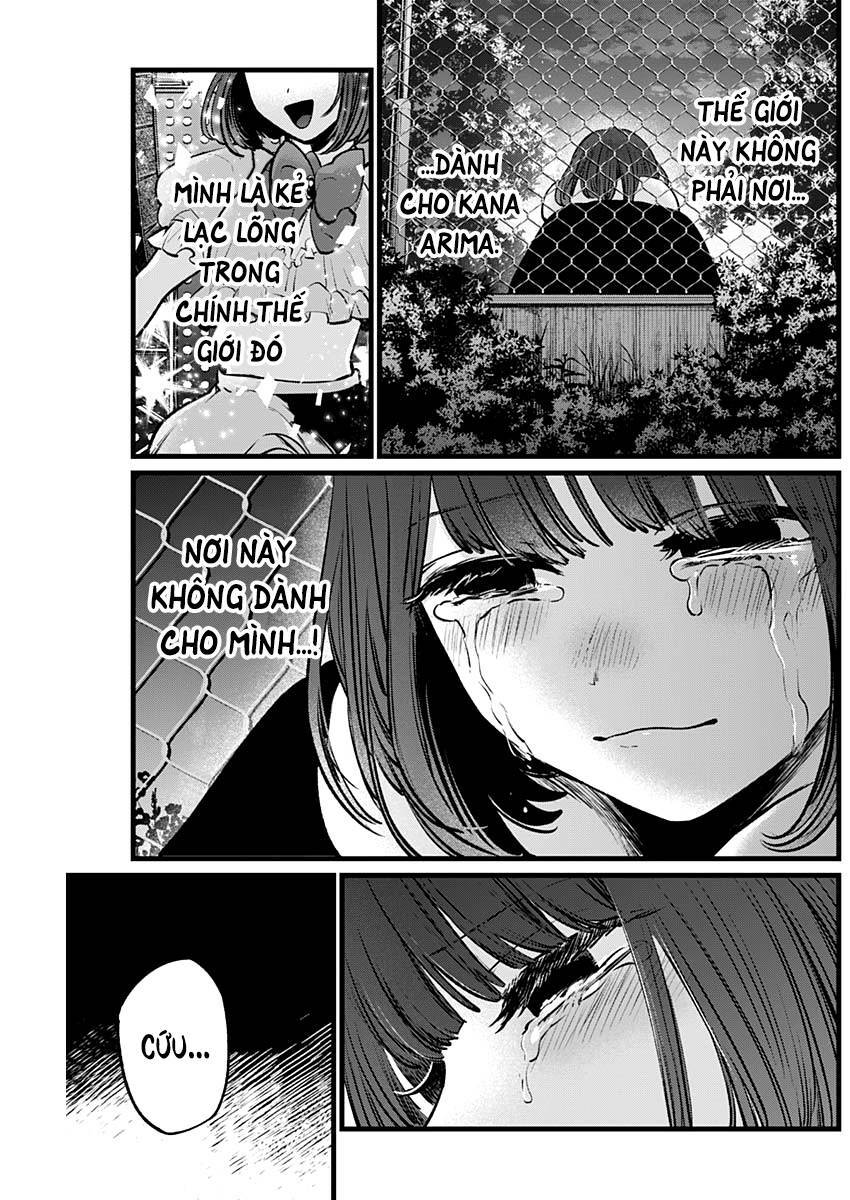 THẾ GIỚI
NÀY KHÔNG
PHẢI NƠI...
...DÀNH
CHO KANA
ARIMA.
MÌNH LÀ KẺ
LẠC LÕNG
TRONG
CHÍNH THẾ
GIỚI ĐÓ
NƠI NÀY
KHÔNG DÀNH
CHO MÌNH...!
CỨU...